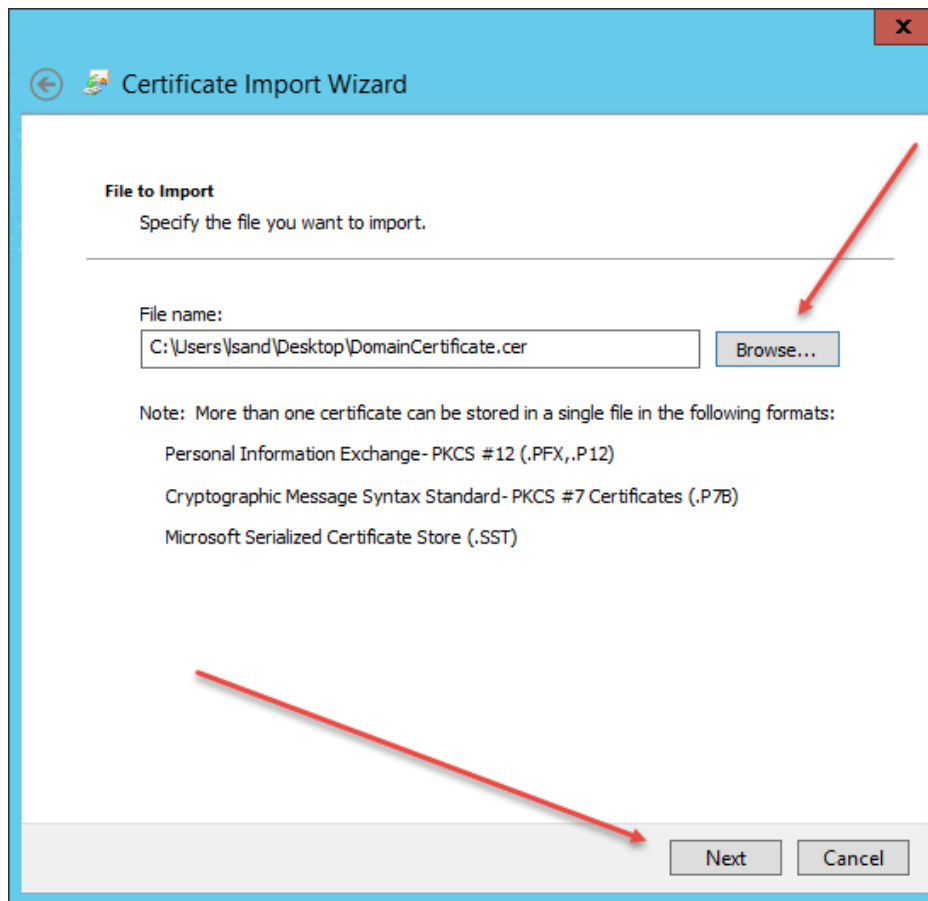 x
Certificate Import Wizard
File to Import
Specify the file you want to import.
File name:
C:\Users\lsand\Desktop\DomainCertificate.cer
Browse...
Note:  More than one certificate can be stored in a single file in the following formats:
Personal Information Exchange- PKCS #12 (.PFX,.P12)
Cryptographic Message Syntax Standard- PKCS #7 Certificates (.P7B)
Microsoft Serialized Certificate Store (.SST)
Next
Cancel